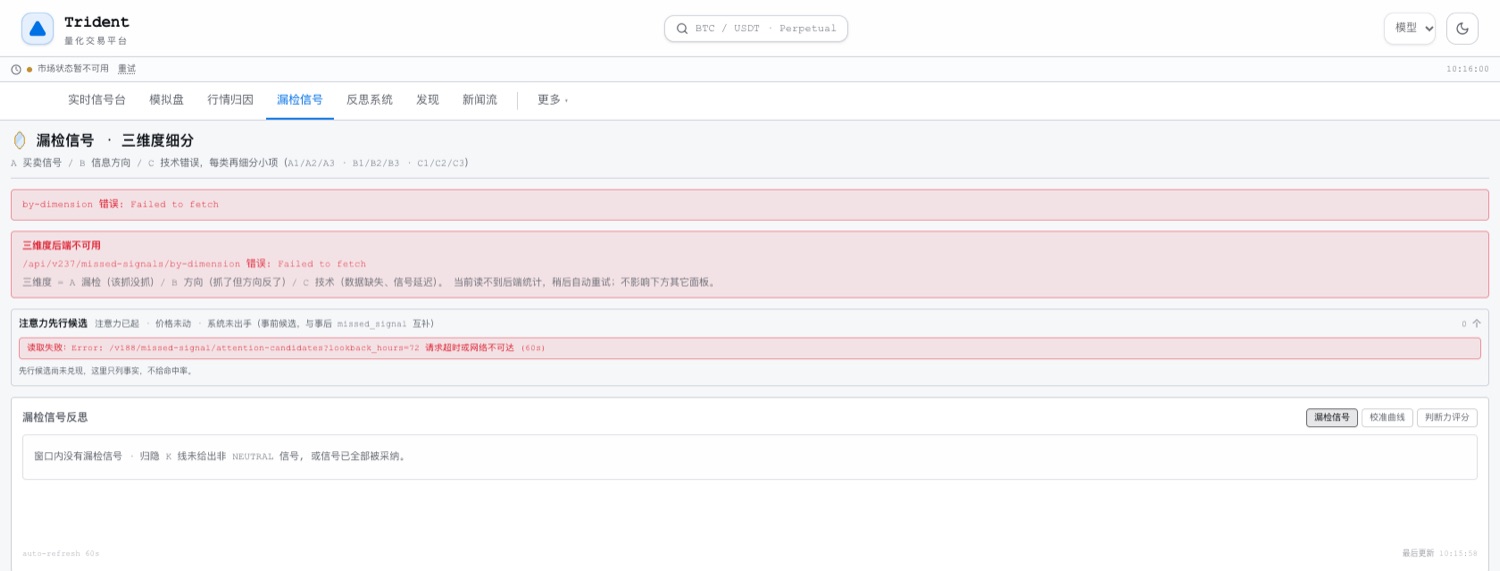 Trident
量化交易平台
BTC / USDT · Perpetual
模型
市场状态暂不可用 重试
10:16:00
实时信号台 模拟盘 行情归因 漏检信号 反思系统 发现 新闻流 更多
漏检信号 · 三维度细分
A 买卖信号 / B 信息方向 / C 技术错误，每类再细分小项（A1/A2/A3 · B1/B2/B3 · C1/C2/C3）
by-dimension 错误: Failed to fetch
三维度后端不可用
/api/v237/missed-signals/by-dimension 错误: Failed to fetch
三维度 = A 漏检（该抓没抓）/ B 方向（抓了但方向反了）/ C 技术（数据缺失、信号延迟）。 当前读不到后端统计，稍后自动重试；不影响下方其它面板。
注意力先行候选 注意力已起 · 价格未动 · 系统未出手（事前候选，与事后 missed_signal 互补）
0 个
读取失败: Error: /v188/missed-signal/attention-candidates?lookback_hours=72 请求超时或网络不可达 (60s)
先行候选尚未兑现，这里只列事实，不给命中率。
漏检信号反思
漏检信号 校准曲线 判断力评分
窗口内没有漏检信号 · 归隐 K 线未给出非 NEUTRAL 信号, 或信号已全部被采纳。
auto-refresh 60s
最后更新 10:15:56